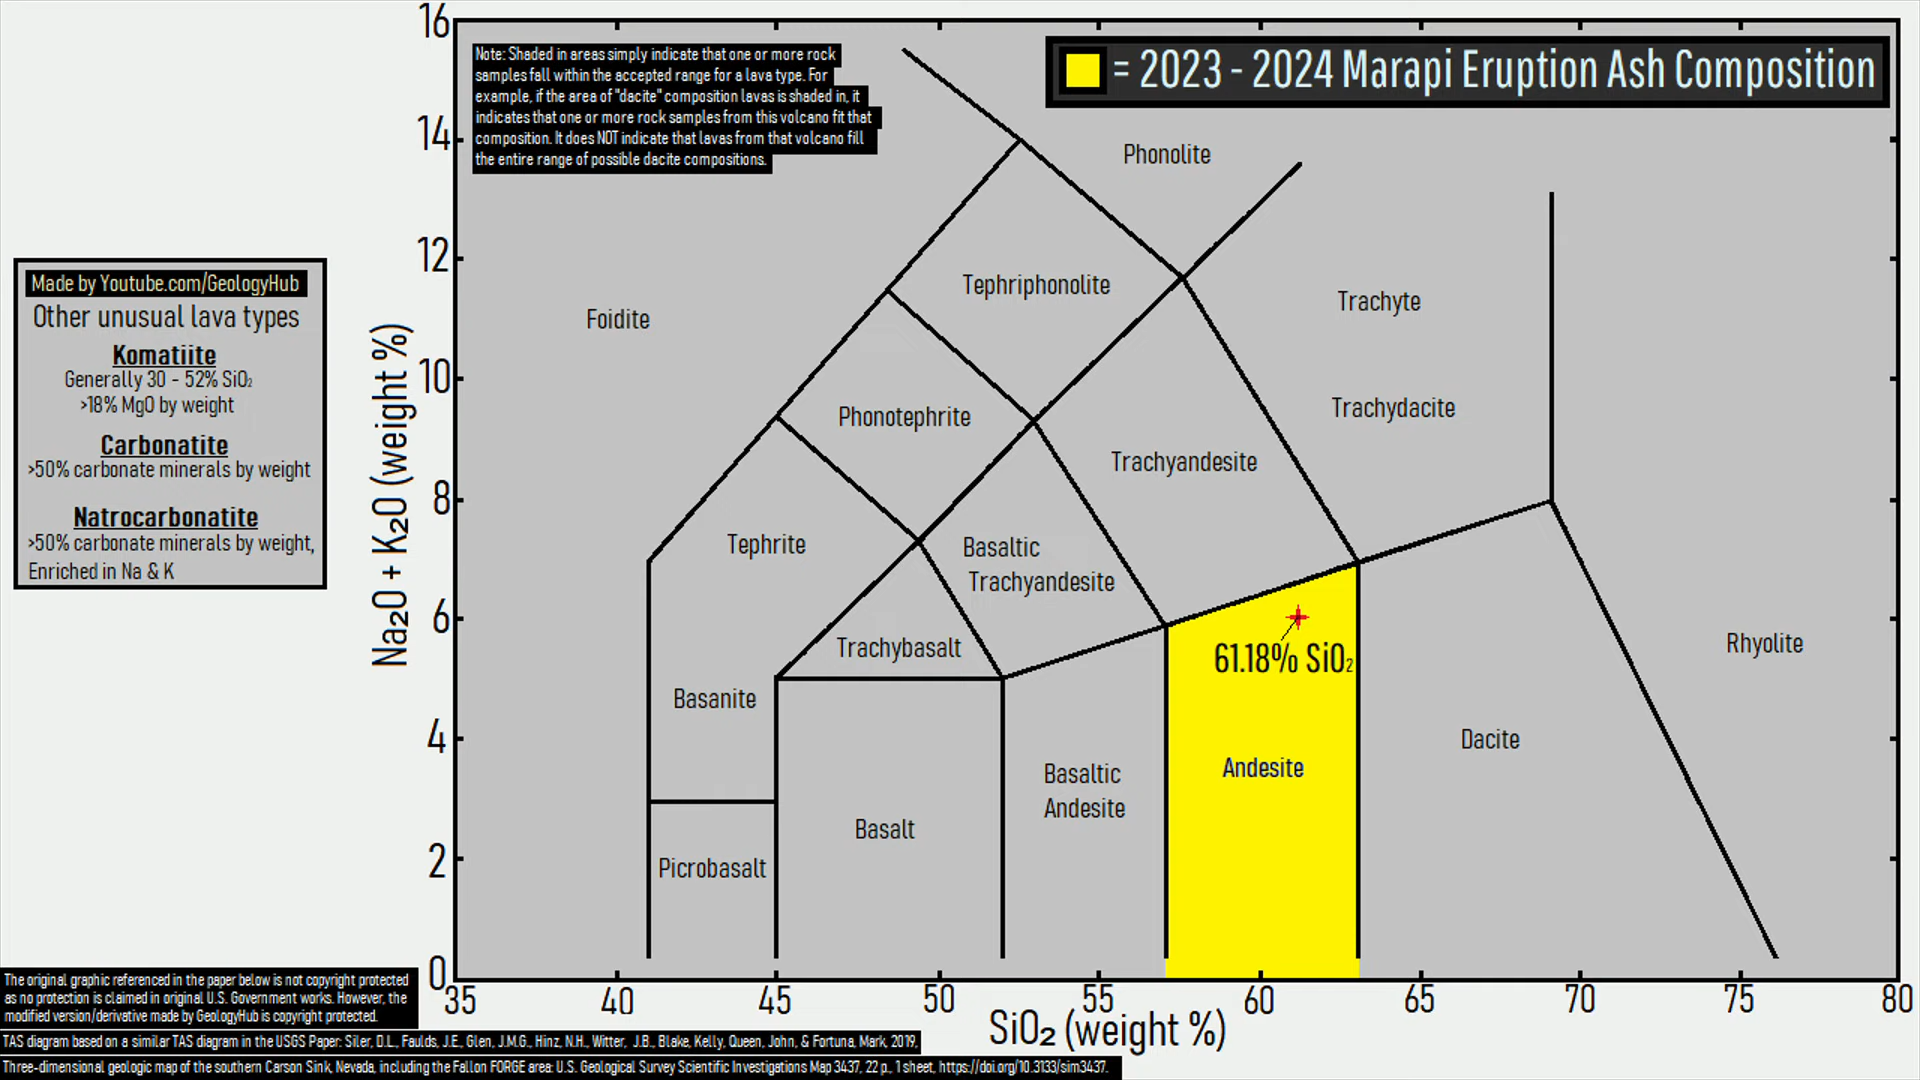 16
Note: Shaded in areas simply indicate that one or more rock
samples fall within the accepted range for a lava type. For
example, if the area of "dacite" composition lavas is shaded in, it
indicates that one or more rock samples from this volcano fit that
composition. It does NOT indicate that lavas from that volcano fill
the entire range of possible dacite compositions.
= 2023 - 2024 Marapi Eruption Ash Composition
14
Phonolite
12
Tephriphonolite
Trachyte
Foidite
Made by Youtube.com/GeologyHub
Other unusual lava types
Komatiite
Generally 30 - 52% SiO₂
>18% MgO by weight
Carbonatite
>50% carbonate minerals by weight
Natrocarbonatite
>50% carbonate minerals by weight,
Enriched in Na & K
Na₂O + K₂O (weight %)
10
Phonotephrite
Trachydacite
Trachyandesite
8
Tephrite
Basaltic
Trachyandesite
6
Trachybasalt
61.18% SiO₂
Rhyolite
Basanite
4
Dacite
Basaltic
Andesite
Andesite
Basalt
2
Picrobasalt
0
35
40
45
50
55
60
65
70
75
80
SiO₂ (weight %)
The original graphic referenced in the paper below is not copyright protected
as no protection is claimed in original U.S. Government works. However, the
modified version/derivative made by GeologyHub is copyright protected.
TAS diagram based on a similar TAS diagram in the USGS Paper: Siler, D.L., Faulds, J.E., Glen, J.M.G., Hinz, N.H., Witter, J.B., Blake, Kelly, Queen, John, & Fortuna, Mark, 2019,
Three-dimensional geologic map of the southern Carson Sink, Nevada, including the Fallon FORGE area: U.S. Geological Survey Scientific Investigations Map 3437, 22 p., 1 sheet, https://doi.org/10.3133/sim3437.